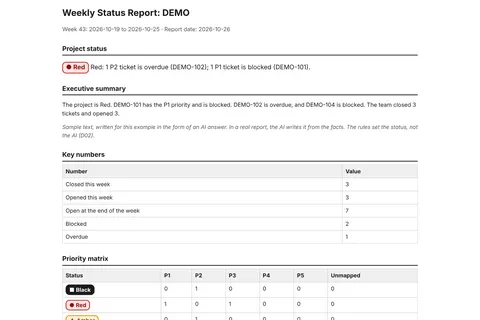 Weekly Status Report: DEMO
Week 43: 2026-10-19 to 2026-10-25 · Report date: 2026-10-26
Project status
Red Red: 1 P2 ticket is overdue (DEMO-102); 1 P1 ticket is blocked (DEMO-101).
Executive summary
The project is Red. DEMO-101 has the P1 priority and is blocked. DEMO-102 is overdue, and DEMO-104 is blocked. The team closed 3
tickets and opened 3.
Sample text, written for this example in the form of an AI answer. In a real report, the AI writes it from the facts. The rules set the status, not
the AI (D02).
Key numbers
Number Value
Closed this week 3
Opened this week 3
Open at the end of the week 7
Blocked 2
Overdue 1
Priority matrix
Status P1 P2 P3 P4 P5 Unmapped
Black 0 1 0 0 0 0
Red 1 0 1 0 0 0
Amber 0 1 0 0 0 0